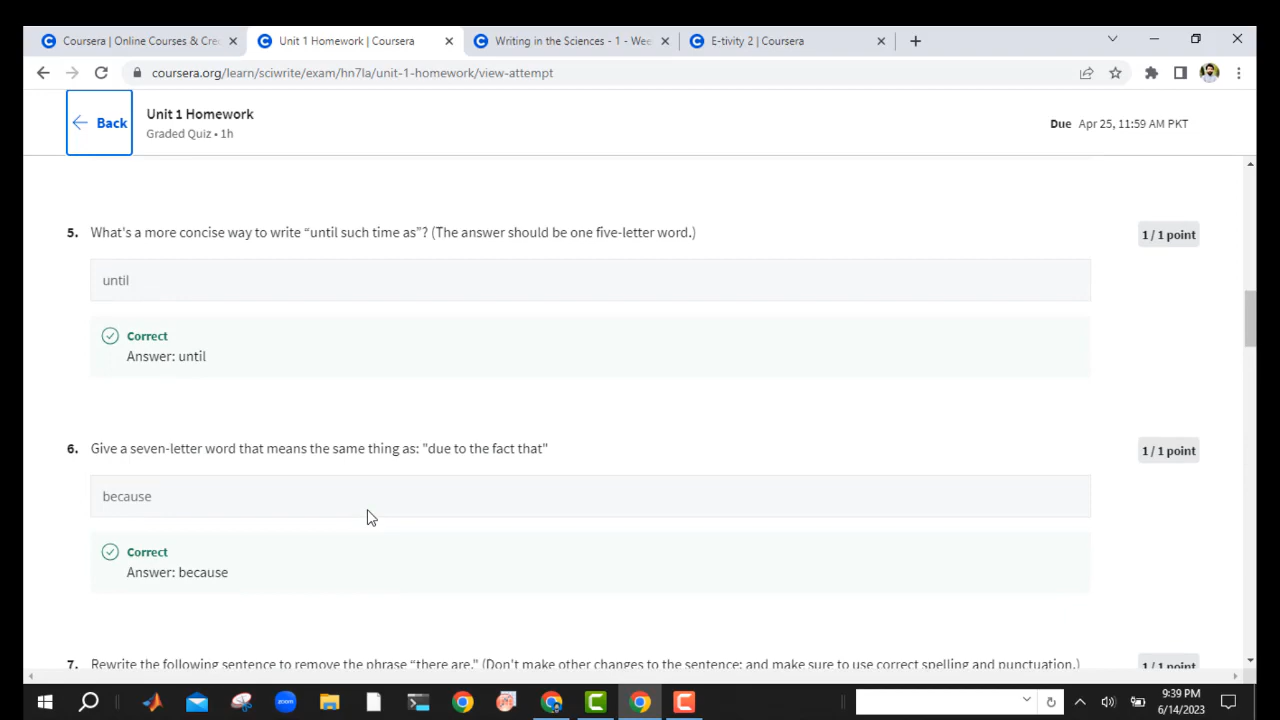 Coursera | Online Courses & Cre
Unit 1 Homework | Coursera
Writing in the Sciences - 1 - Wee
E-tivity 2 | Coursera
coursera.org/learn/sciwrite/exam/hn7la/unit-1-homework/view-attempt
Back
Unit 1 Homework
Graded Quiz • 1h
Due Apr 25, 11:59 AM PKT
5. What's a more concise way to write “until such time as”? (The answer should be one five-letter word.)
1 / 1 point
until
Correct
Answer: until
6. Give a seven-letter word that means the same thing as: "due to the fact that"
1 / 1 point
because
Correct
Answer: because
7. Rewrite the following sentence to remove the phrase “there are.” (Don't make other changes to the sentence; and make sure to use correct spelling and punctuation.)
1 / 1 point
zoom
9:39 PM
6/14/2023